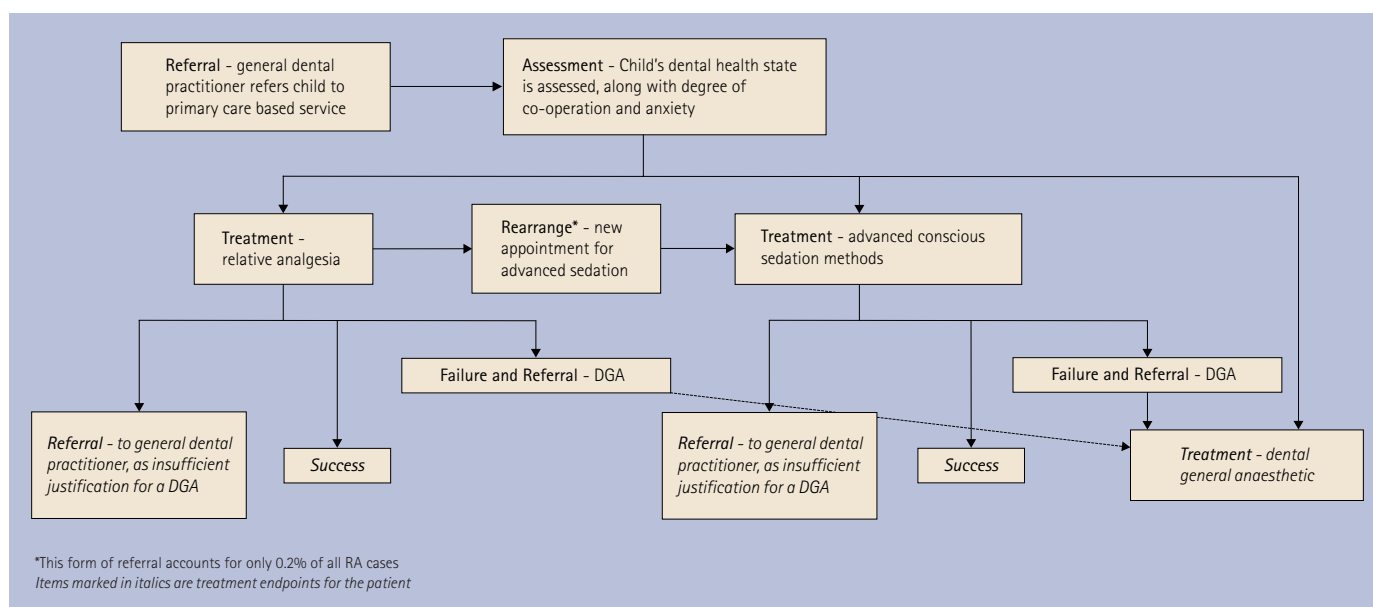 Referral - general dental
practitioner refers child to
primary care based service
Assessment - Child's dental health state
is assessed, along with degree of
co-operation and anxiety
Treatment -
relative analgesia
Rearrange* - new
appointment for
advanced sedation
Treatment - advanced conscious
sedation methods
Failure and Referral - DGA
Failure and Referral - DGA
Referral - to general dental
practitioner, as insufficient
justification for a DGA
Success
Referral - to general dental
practitioner, as insufficient
justification for a DGA
Success
Treatment - dental
general anaesthetic
*This form of referral accounts for only 0.2% of all RA cases
Items marked in italics are treatment endpoints for the patient